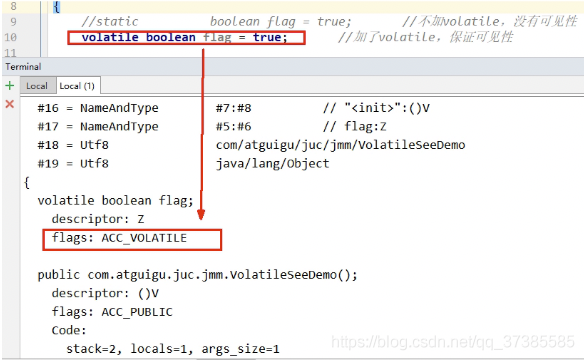 8 {
9 //static boolean flag = true; //不加volatile，没有可见性
10 volatile boolean flag = true; //加了volatile，保证可见性
11
Terminal
+ Local Local (1)
× #16 = NameAndType #7:#8 // "<init>":()V
#17 = NameAndType #5:#6 // flag:Z
#18 = Utf8 com/atguigu/juc/jmm/VolatileSeeDemo
#19 = Utf8 java/lang/Object
{
volatile boolean flag;
descriptor: Z
flags: ACC_VOLATILE
public com.atguigu.juc.jmm.VolatileSeeDemo();
descriptor: ()V
flags: ACC_PUBLIC
Code:
stack=2, locals=1, args_size=1
https://blog.csdn.net/qq_37385585